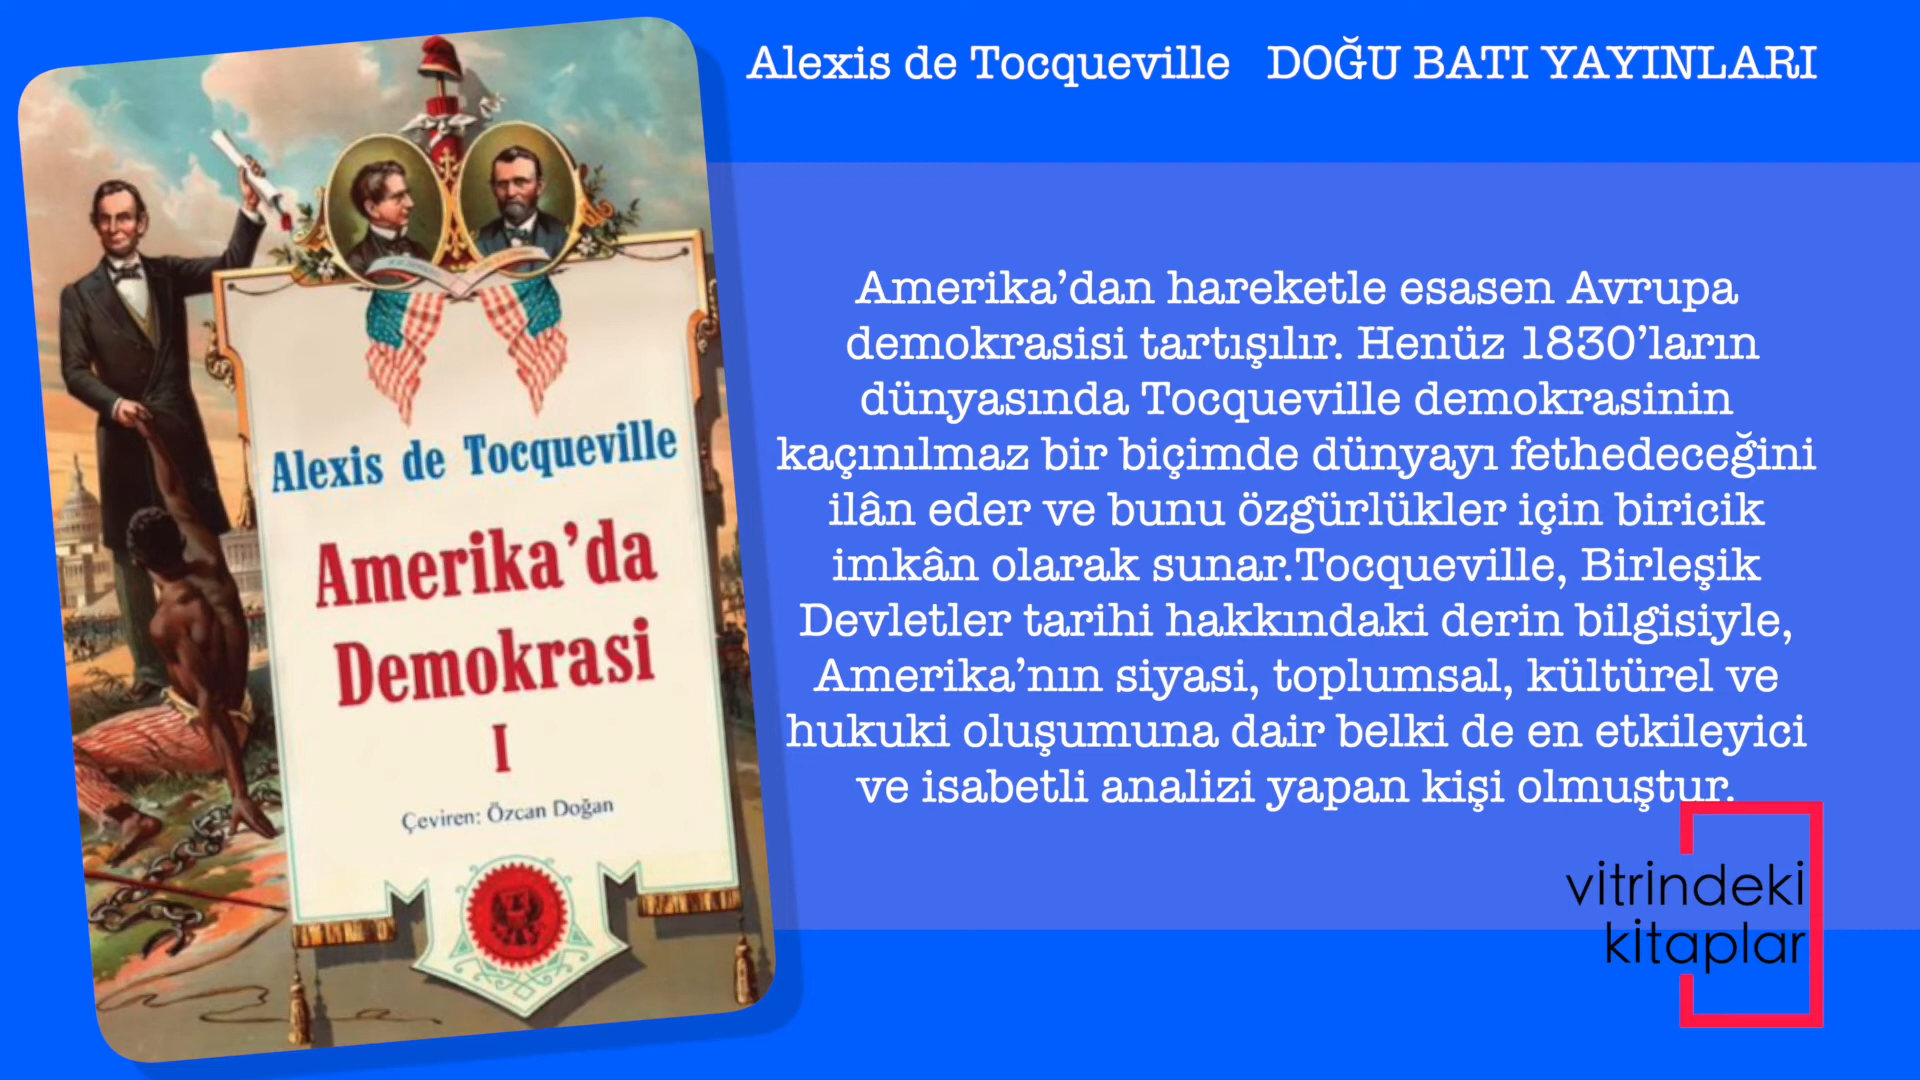 Alexis de Tocqueville   DOĞU BATI YAYINLARI
Alexis de Tocqueville
Amerika'da
Demokrasi
I
Çeviren: Özcan Doğan
Amerika'dan hareketle esasen Avrupa
demokrasisi tartışılır. Henüz 1830'ların
dünyasında Tocqueville demokrasinin
kaçınılmaz bir biçimde dünyayı fethedeceğini
ilân eder ve bunu özgürlükler için biricik
imkân olarak sunar.Tocqueville, Birleşik
Devletler tarihi hakkındaki derin bilgisiyle,
Amerika'nın siyasi, toplumsal, kültürel ve
hukuki oluşumuna dair belki de en etkileyici
ve isabetli analizi yapan kişi olmuştur.
vitrindeki
kitaplar